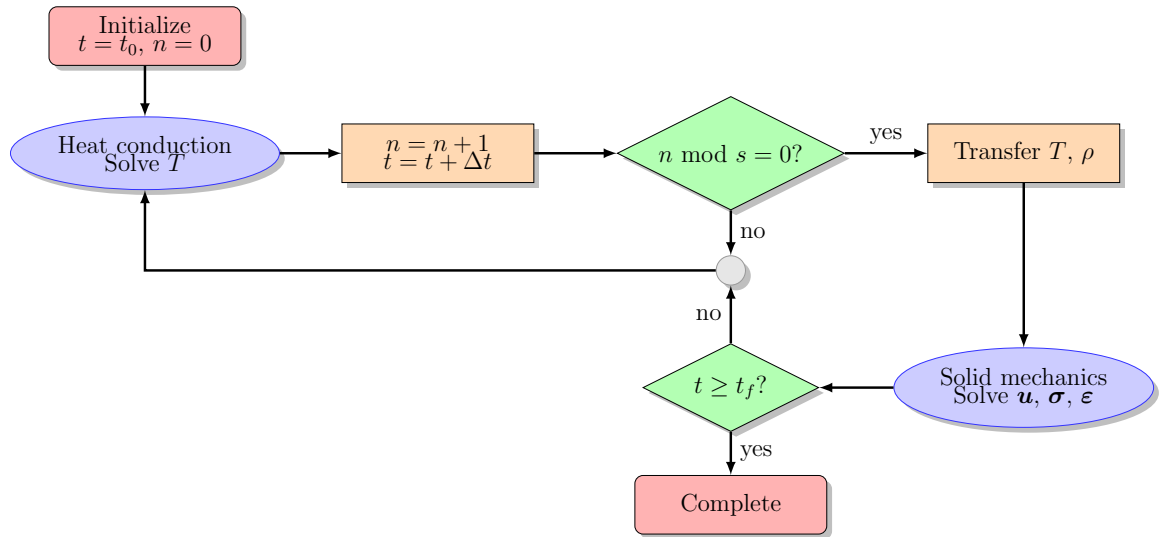 Initialize
t = t₀, n = 0
Heat conduction
Solve T
n = n + 1
t = t + Δt
n mod s = 0?
yes
Transfer T, ρ
no
no
t ≥ t_f?
Solid mechanics
Solve 𝒖, 𝝈, 𝜺
yes
Complete